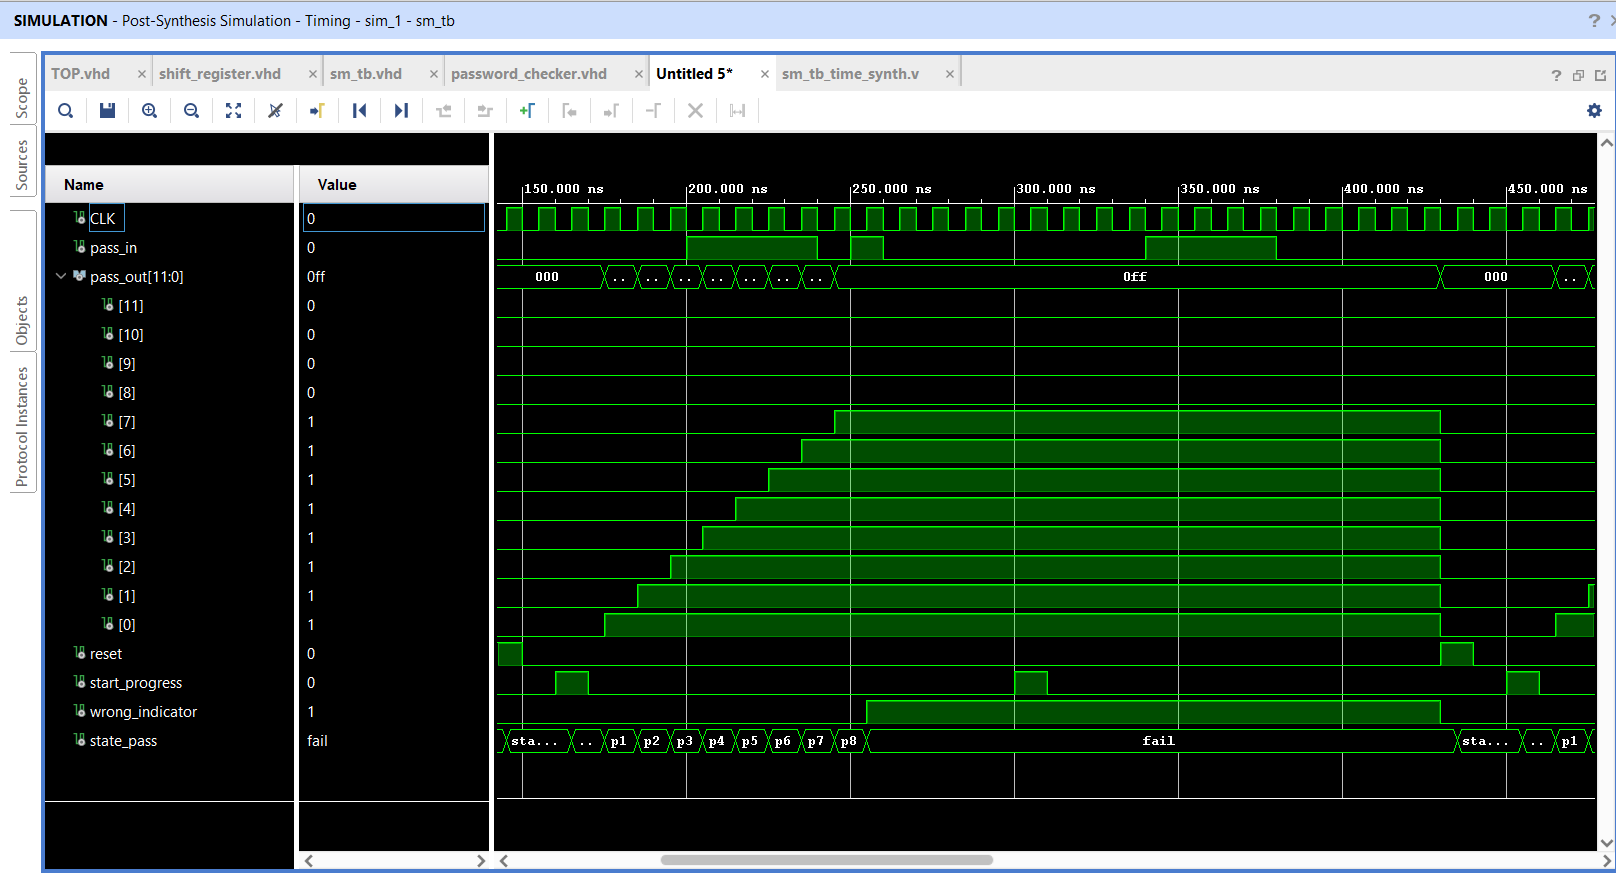 SIMULATION - Post-Synthesis Simulation - Timing - sim_1 - sm_tb
?
Scope
Sources
Objects
Protocol Instances
TOP.vhd × shift_register.vhd × sm_tb.vhd × password_checker.vhd × Untitled 5* × sm_tb_time_synth.v ×
?
Name Value
150.000 ns 200.000 ns 250.000 ns 300.000 ns 350.000 ns 400.000 ns 450.000 ns
CLK 0
pass_in 0
pass_out[11:0] 0ff 000 .. .. .. .. .. .. .. 0ff 000 ..
[11] 0
[10] 0
[9] 0
[8] 0
[7] 1
[6] 1
[5] 1
[4] 1
[3] 1
[2] 1
[1] 1
[0] 1
reset 0
start_progress 0
wrong_indicator 1
state_pass fail sta... .. p1 p2 p3 p4 p5 p6 p7 p8 fail sta... .. p1